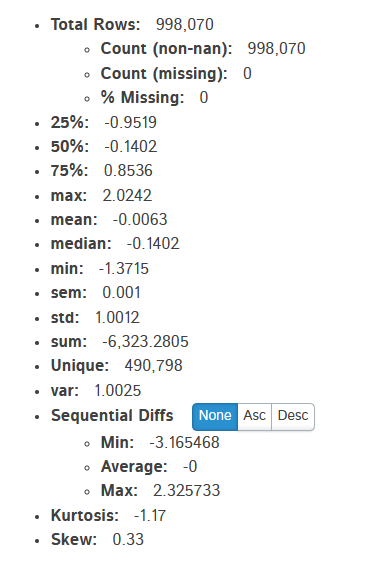 Total Rows: 998,070
Count (non-nan): 998,070
Count (missing): 0
% Missing: 0
25%: -0.9519
50%: -0.1402
75%: 0.8536
max: 2.0242
mean: -0.0063
median: -0.1402
min: -1.3715
sem: 0.001
std: 1.0012
sum: -6,323.2805
Unique: 490,798
var: 1.0025
Sequential Diffs None Asc Desc
Min: -3.165468
Average: -0
Max: 2.325733
Kurtosis: -1.17
Skew: 0.33